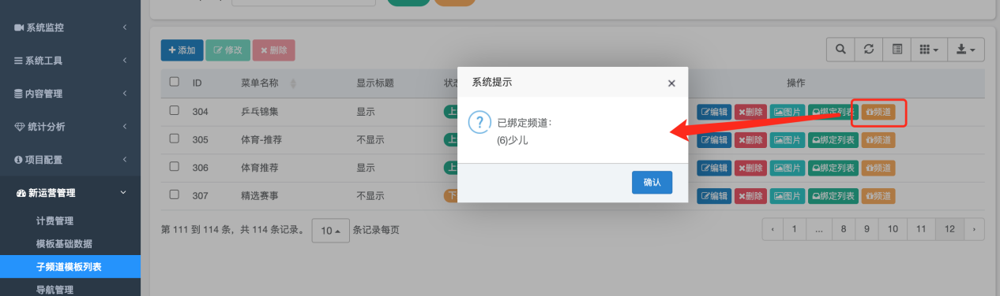 系统监控
系统工具
内容管理
统计分析
项目配置
新运营管理
计费管理
模板基础数据
子频道模板列表
导航管理
添加 修改 删除
ID 菜单名称 显示标题 操作
304 乒乓锦集 显示 上 编辑 删除 图片 绑定列表 频道
305 体育-推荐 不显示 上 编辑 删除 图片 绑定列表 频道
306 体育推荐 显示 上 编辑 删除 图片 绑定列表 频道
307 精选赛事 不显示 下 编辑 删除 图片 绑定列表 频道
第 111 到 114 条，共 114 条记录。 10 条记录每页
‹ 1 ... 8 9 10 11 12 ›
系统提示 ×
已绑定频道：
(6)少儿
确认